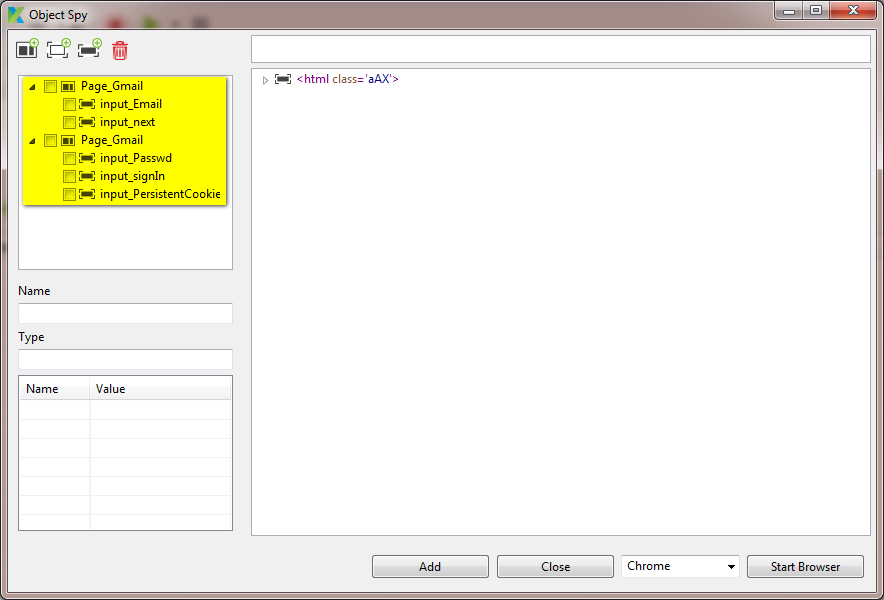 Object Spy
Page_Gmail
input_Email
input_next
Page_Gmail
input_Passwd
input_signIn
input_PersistentCookie
<html class='aAX'>
Name
Type
Name Value
Add Close Chrome Start Browser